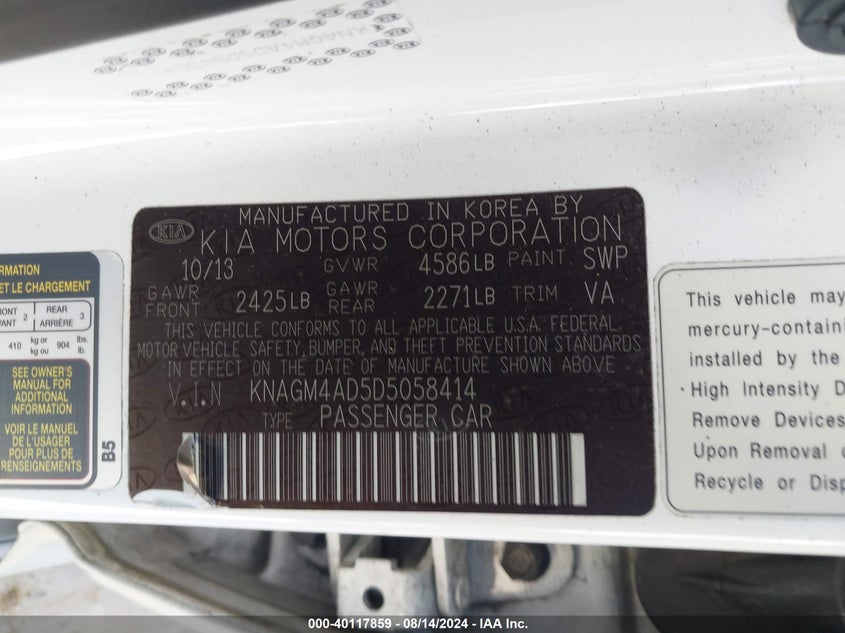 KNAGM4AD5D5058414
MANUFACTURED IN KOREA BY
KIA
KIA MOTORS CORPORATION
10/13 GVWR 4586LB PAINT. SWP
GAWR FRONT 2425LB GAWR REAR 2271LB TRIM VA
THIS VEHICLE CONFORMS TO ALL APPLICABLE U.S.A. FEDERAL
MOTOR VEHICLE SAFETY, BUMPER, AND THEFT PREVENTION STANDARDS
IN EFFECT ON THE DATE OF MANUFACTURE SHOWN ABOVE
V.I.N KNAGM4AD5D5058414
TYPE PASSENGER CAR
ET LE CHARGEMENT
2 REAR 3
ARRIÈRE
410 kg or 904 lbs.
kg ou lb.
SEE OWNER'S
MANUAL FOR
ADDITIONAL
INFORMATION
VOIR LE MANUEL
DE L'USAGER
POUR PLUS DE
RENSEIGNEMENTS
B5
This vehicle may
installed by the
· High Intensity
Remove Devices
Upon Removal
Recycle or
000-40117859 - 08/14/2024 - IAA Inc.